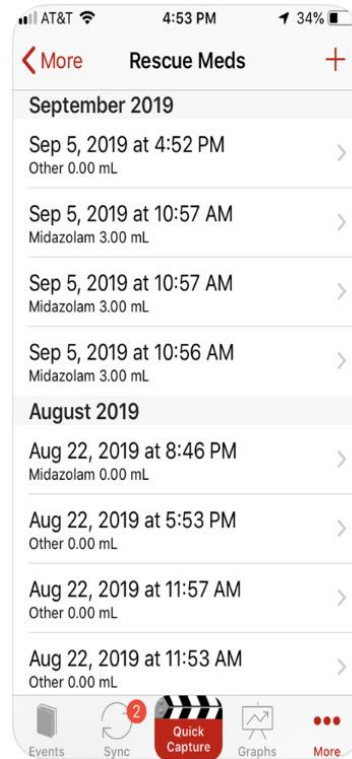 AT&T 4:53 PM 34%
More Rescue Meds +
September 2019
Sep 5, 2019 at 4:52 PM
Other 0.00 mL
Sep 5, 2019 at 10:57 AM
Midazolam 3.00 mL
Sep 5, 2019 at 10:57 AM
Midazolam 3.00 mL
Sep 5, 2019 at 10:56 AM
Midazolam 3.00 mL
August 2019
Aug 22, 2019 at 8:46 PM
Midazolam 0.00 mL
Aug 22, 2019 at 5:53 PM
Other 0.00 mL
Aug 22, 2019 at 11:57 AM
Other 0.00 mL
Aug 22, 2019 at 11:53 AM
Other 0.00 mL
2
Quick
Capture
Events Sync Graphs More